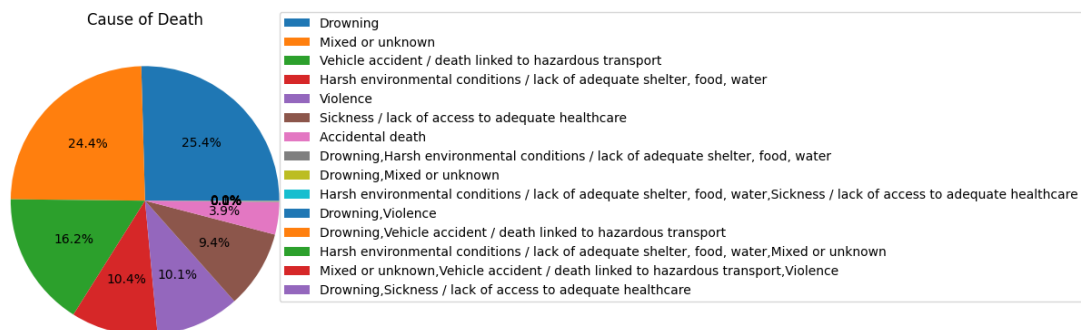 Cause of Death
Drowning
Mixed or unknown
Vehicle accident / death linked to hazardous transport
Harsh environmental conditions / lack of adequate shelter, food, water
Violence
Sickness / lack of access to adequate healthcare
Accidental death
Drowning,Harsh environmental conditions / lack of adequate shelter, food, water
Drowning,Mixed or unknown
Harsh environmental conditions / lack of adequate shelter, food, water,Sickness / lack of access to adequate healthcare
Drowning,Violence
Drowning,Vehicle accident / death linked to hazardous transport
Harsh environmental conditions / lack of adequate shelter, food, water,Mixed or unknown
Mixed or unknown,Vehicle accident / death linked to hazardous transport,Violence
Drowning,Sickness / lack of access to adequate healthcare
25.4%
24.4%
16.2%
10.4%
10.1%
9.4%
3.9%